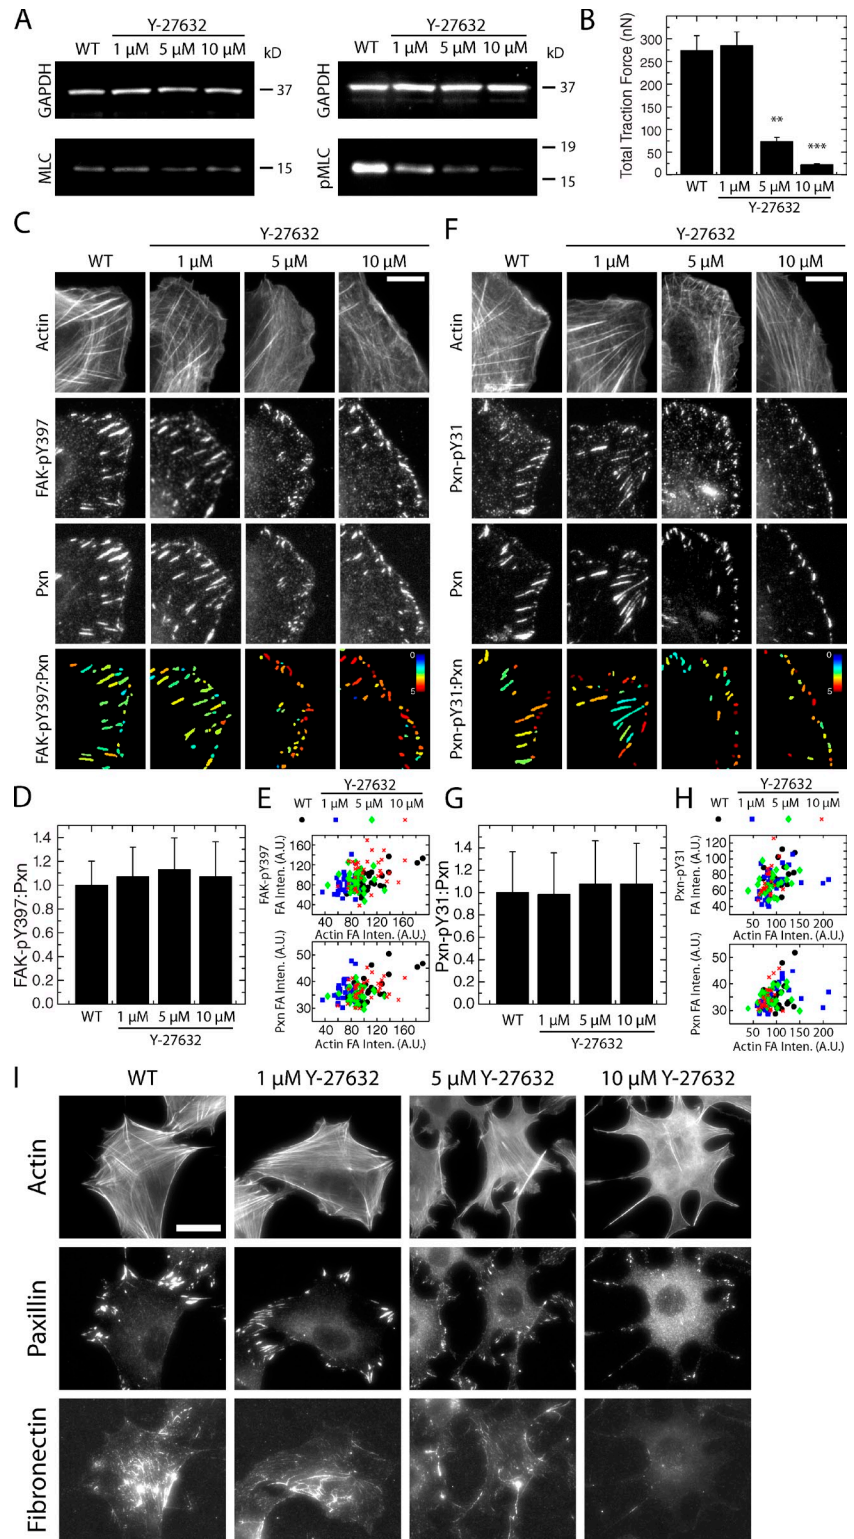 A
Y-27632
WT 1 µM 5 µM 10 µM kD
GAPDH
37
MLC
15
Y-27632
WT 1 µM 5 µM 10 µM kD
GAPDH
37
pMLC
19
15
B
Total Traction Force (nN)
300
250
200
150
100
50
0
**
***
WT 1 µM 5 µM 10 µM
Y-27632
C
Y-27632
WT 1 µM 5 µM 10 µM
Actin
FAK-pY397
Pxn
FAK-pY397:Pxn
0
5
F
Y-27632
WT 1 µM 5 µM 10 µM
Actin
Pxn-pY31
Pxn
Pxn-pY31:Pxn
0
5
D
FAK-pY397:Pxn
1.4
1.2
1.0
0.8
0.6
0.4
0.2
0.0
WT 1 µM 5 µM 10 µM
Y-27632
E
Y-27632
WT 1 µM 5 µM 10 µM
FAK-pY397
FA Inten. (A.U.)
180
140
100
60
40 60 100 140 180
Actin FA Inten. (A.U.)
Pxn FA Inten. (A.U.)
50
40
30
40 60 80 100 120 140 160
Actin FA Inten. (A.U.)
G
Pxn-pY31:Pxn
1.4
1.2
1.0
0.8
0.6
0.4
0.2
0.0
WT 1 µM 5 µM 10 µM
Y-27632
H
Y-27632
WT 1 µM 5 µM 10 µM
Pxn-pY31
FA Inten. (A.U.)
120
100
80
60
40
50 100 150 200
Actin FA Inten. (A.U.)
Pxn FA Inten. (A.U.)
50
40
30
50 100 150 200
Actin FA Inten. (A.U.)
I
WT 1 µM Y-27632 5 µM Y-27632 10 µM Y-27632
Actin
Paxillin
Fibronectin